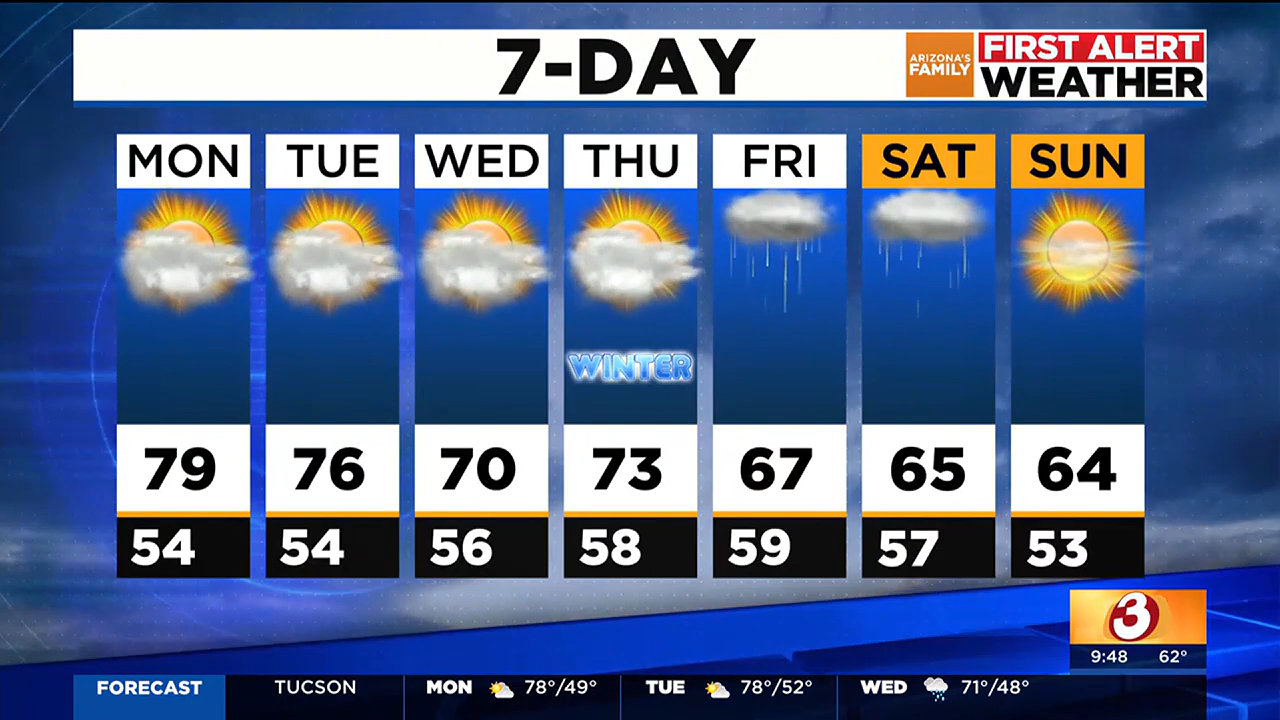 7-DAY
ARIZONA'S
FAMILY
FIRST ALERT
WEATHER
MON TUE WED THU FRI SAT SUN
WINTER
79 76 70 73 67 65 64
54 54 56 58 59 57 53
3
9:48 62°
FORECAST TUCSON MON 78°/49° TUE 78°/52° WED 71°/48°